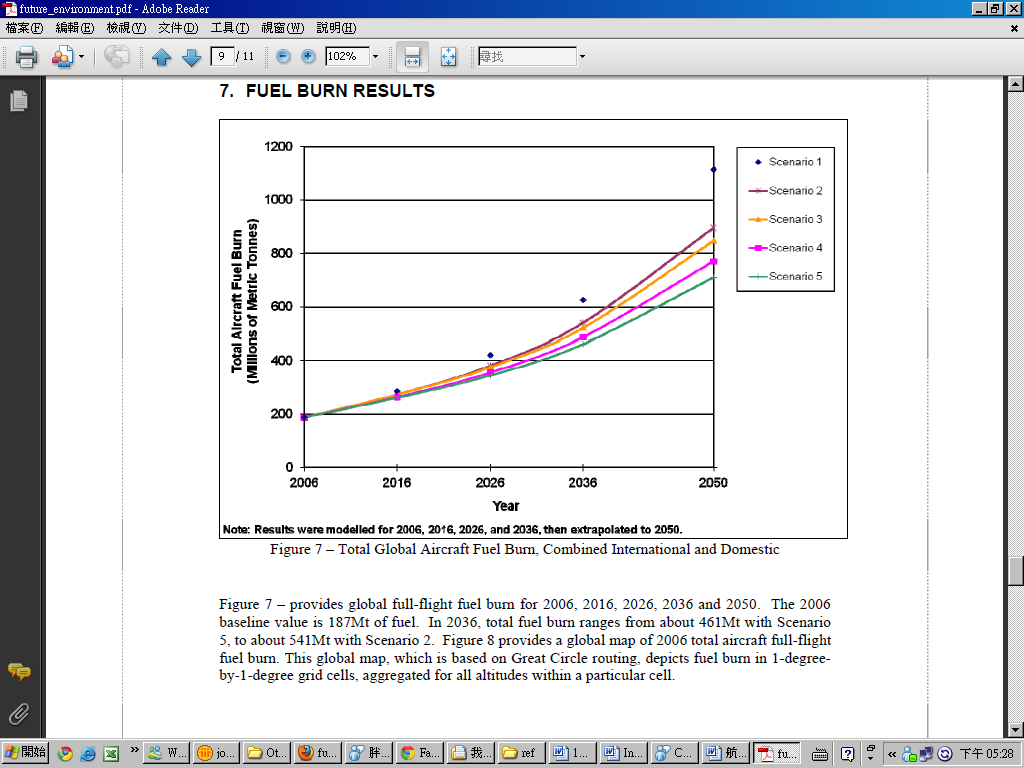 future_environment.pdf - Adobe Reader
檔案(F) 編輯(E) 檢視(V) 文件(D) 工具(T) 視窗(W) 說明(H)
9 / 11 102% 尋找
7. FUEL BURN RESULTS
1200
1000
800
600
400
200
0
Total Aircraft Fuel Burn
(Millions of Metric Tonnes)
2006 2016 2026 2036 2050
Year
Scenario 1
Scenario 2
Scenario 3
Scenario 4
Scenario 5
Note: Results were modelled for 2006, 2016, 2026, and 2036, then extrapolated to 2050.
Figure 7 – Total Global Aircraft Fuel Burn, Combined International and Domestic
Figure 7 – provides global full-flight fuel burn for 2006, 2016, 2026, 2036 and 2050. The 2006
baseline value is 187Mt of fuel. In 2036, total fuel burn ranges from about 461Mt with Scenario
5, to about 541Mt with Scenario 2. Figure 8 provides a global map of 2006 total aircraft full-flight
fuel burn. This global map, which is based on Great Circle routing, depicts fuel burn in 1-degree-
by-1-degree grid cells, aggregated for all altitudes within a particular cell.
開始 » W... jo... Ot... fu... 胖... Fa... 我... ref 1... In... C... 航... fu... « 下午 05:28